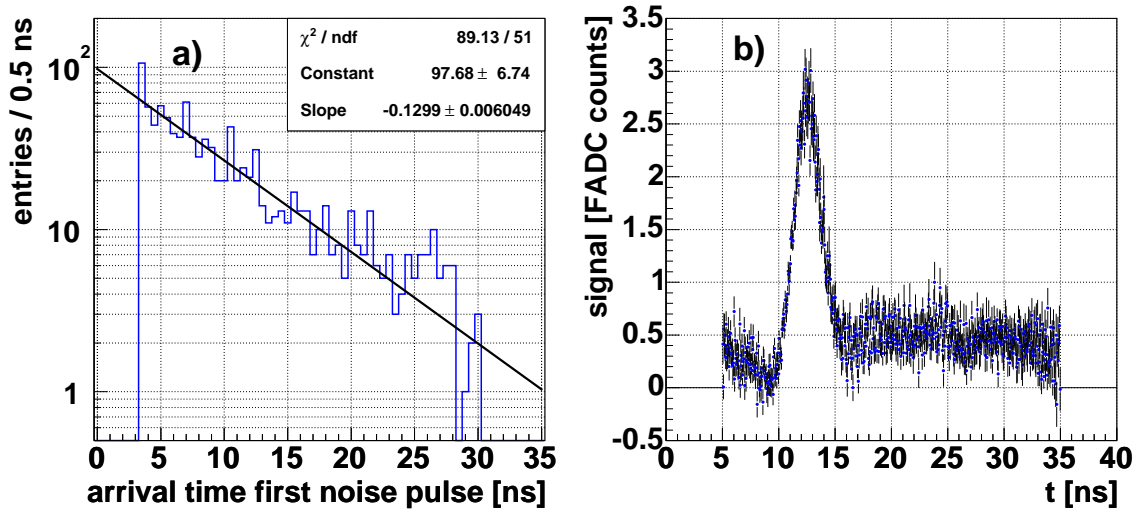 a)
χ² / ndf 89.13 / 51
Constant 97.68 ± 6.74
Slope -0.1299 ± 0.006049
entries / 0.5 ns
10²
10
1
0 5 10 15 20 25 30 35
arrival time first noise pulse [ns]
b)
signal [FADC counts]
3.5
3
2.5
2
1.5
1
0.5
0
-0.5
0 5 10 15 20 25 30 35 40
t [ns]